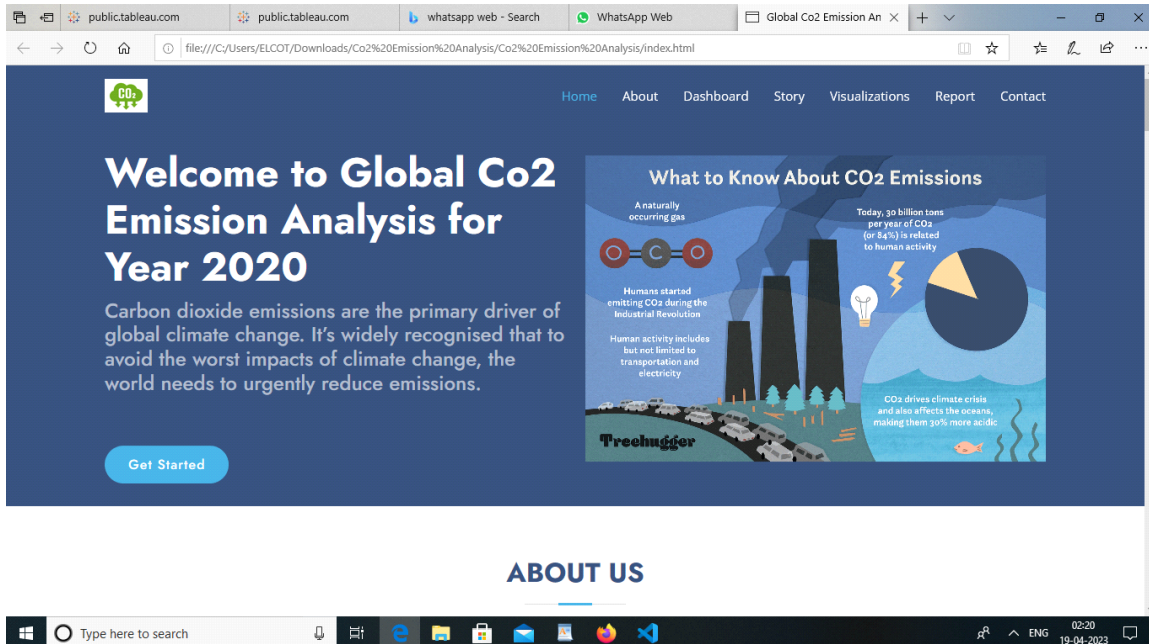 public.tableau.com
public.tableau.com
whatsapp web - Search
WhatsApp Web
Global Co2 Emission An
file:///C:/Users/ELCOT/Downloads/Co2%20Emission%20Analysis/Co2%20Emission%20Analysis/index.html
CO₂
Home About Dashboard Story Visualizations Report Contact
Welcome to Global Co2
Emission Analysis for
Year 2020
Carbon dioxide emissions are the primary driver of
global climate change. It's widely recognised that to
avoid the worst impacts of climate change, the
world needs to urgently reduce emissions.
Get Started
What to Know About CO2 Emissions
A naturally
occurring gas
O=C=O
Humans started
emitting CO2 during the
Industrial Revolution
Human activity includes
but not limited to
transportation and
electricity
Today, 30 billion tons
per year of CO2
(or 84%) is related
to human activity
CO2 drives climate crisis
and also affects the oceans,
making them 30% more acidic
Treehugger
ABOUT US
Type here to search
ENG
02:20
19-04-2023